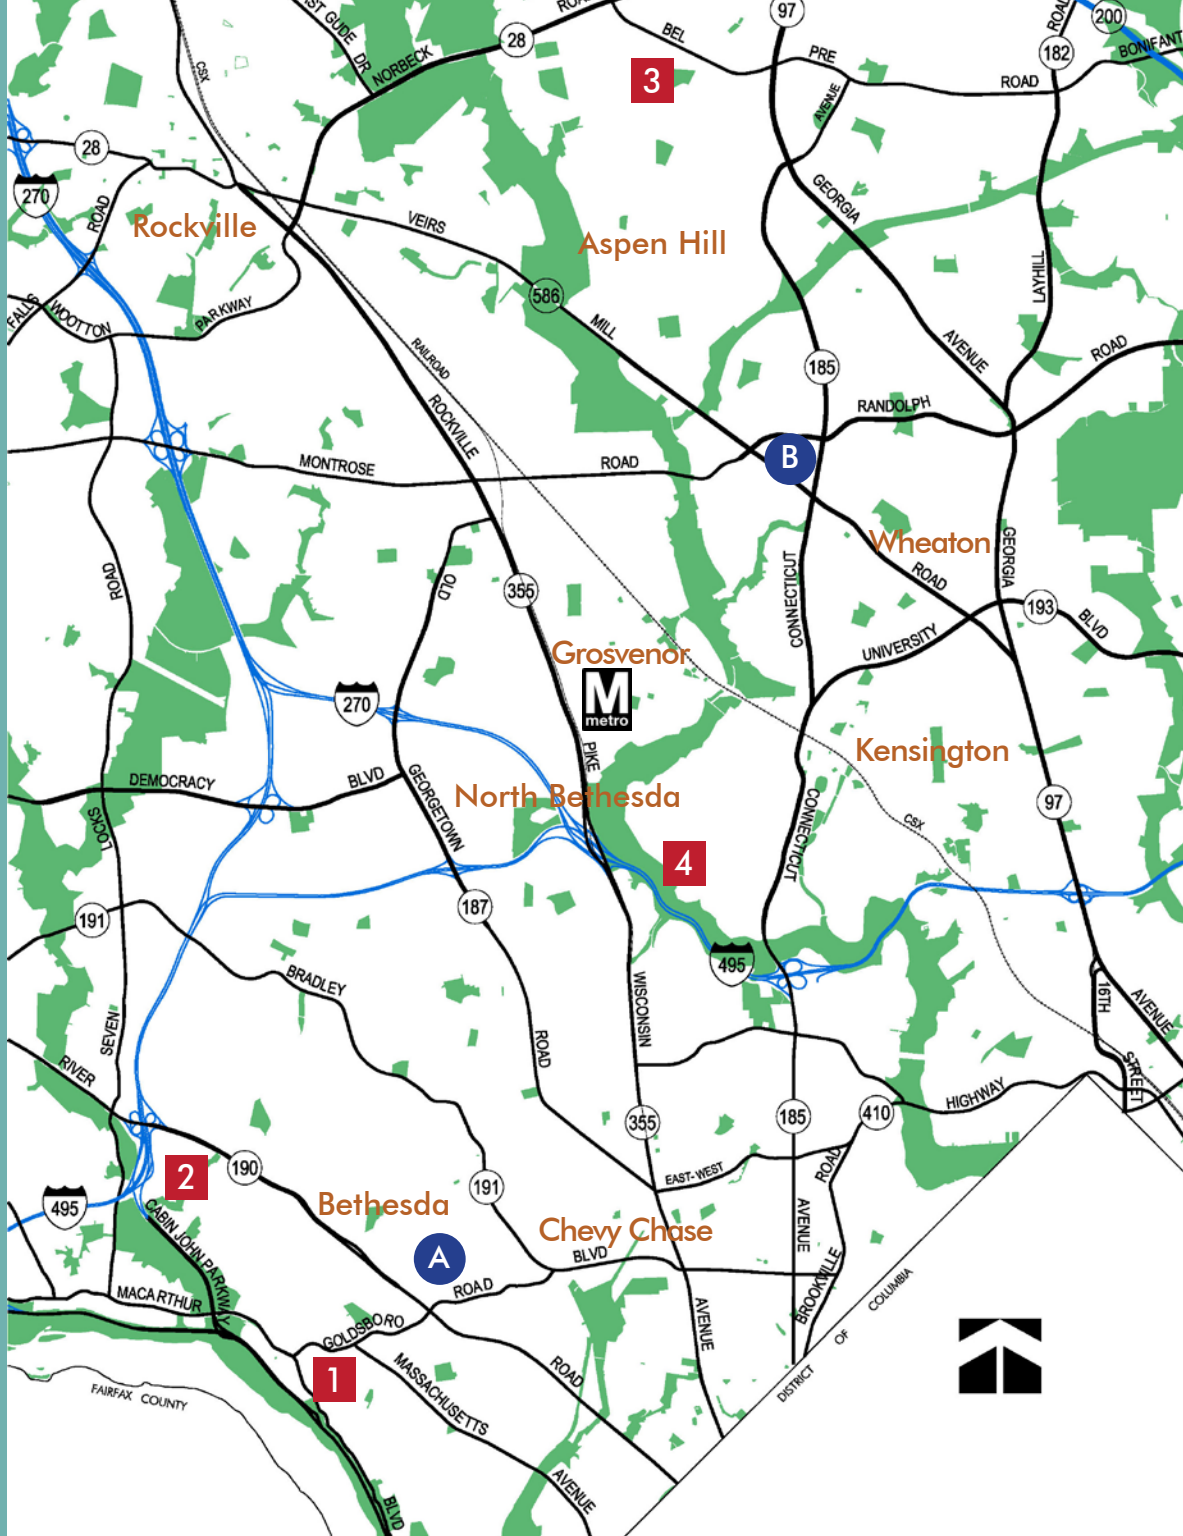 97
200
ROAD
ROAD
182
BEL
PRE
ROAD
BONIFANT
28
NORBECK
GUDE
DR
CSX
3
AVENUE
28
270
ROAD
Rockville
VEIRS
Aspen Hill
GEORGIA
LAYHILL
FALLS
WOOTTON
PARKWAY
586
MILL
RAILROAD
185
AVENUE
ROAD
ROCKVILLE
RANDOLPH
MONTROSE
ROAD
B
ROAD
OLD
355
CONNECTICUT
Wheaton
ROAD
GEORGIA
193
BLVD
UNIVERSITY
Grosvenor
M
metro
270
PIKE
Kensington
DEMOCRACY
BLVD
GEORGETOWN
North Bethesda
LOCKS
CONNECTICUT
97
CSX
4
191
187
BRADLEY
495
WISCONSIN
16TH
AVENUE
SEVEN
RIVER
ROAD
STREET
HIGHWAY
355
185
410
2
190
191
EAST-WEST
ROAD
495
CABIN JOHN PARKWAY
Bethesda
Chevy Chase
AVENUE
A
BLVD
ROAD
MACARTHUR
GOLDSBORO
BROOKVILLE
AVENUE
COLUMBIA
OF
DISTRICT
1
MASSACHUSETTS
ROAD
FAIRFAX COUNTY
AVENUE
BLVD